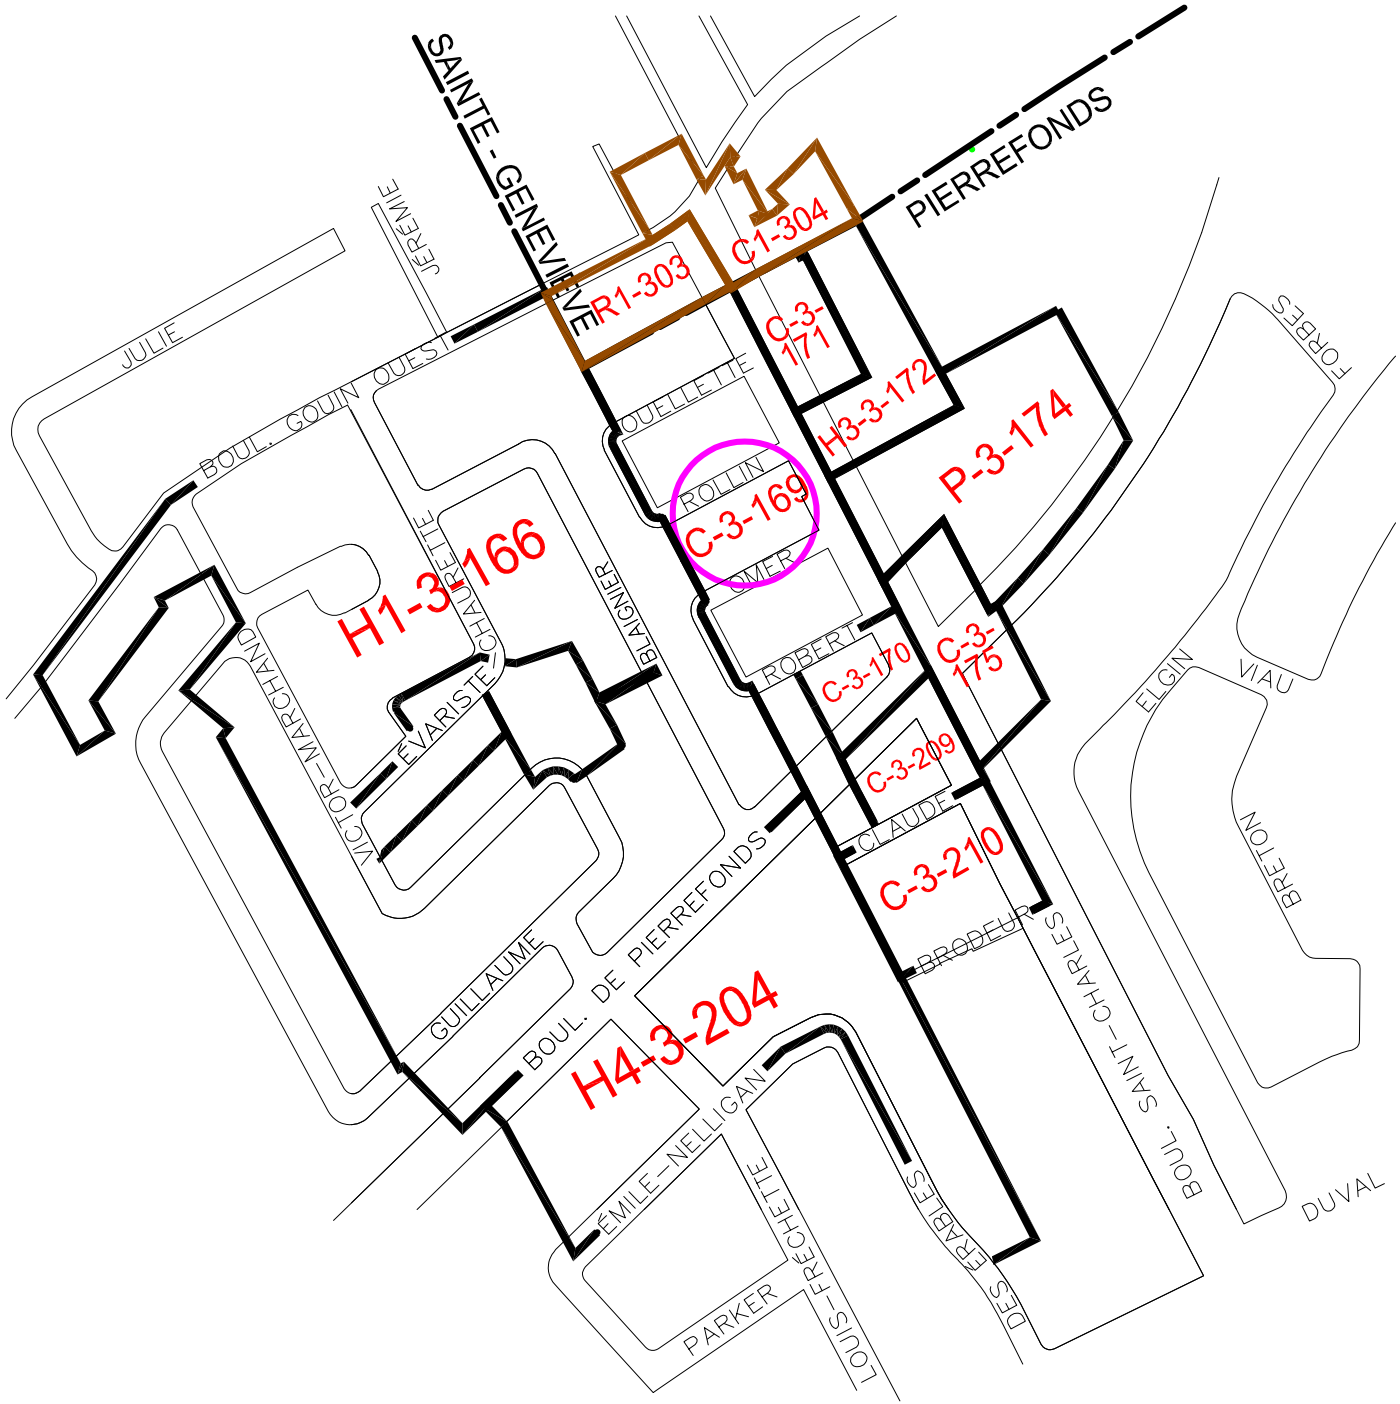 SAINTE - GENEVIÈVE
PIERREFONDS
JÉRÉMIE
JULIE
C1-304
R1-303
FORBES
C-3-
171
BOUL. GOUIN OUEST
OUELLETTE
H3-3-172
P-3-174
ROLLIN
C-3-169
H1-3-166
OMER
BLAIGNIER
ÉVARISTE-CHAURETTE
ROBERT
C-3-170
C-3-
175
ELGIN
VIAU
VICTOR-MARCHAND
C-3-209
CLAUDE
C-3-210
BRETON
BRODEUR
GUILLAUME
BOUL. DE PIERREFONDS
H4-3-204
BOUL. SAINT-CHARLES
ÉMILE-NELLIGAN
LOUIS-FRÉCHETTE
DES ÉRABLES
DUVAL
PARKER